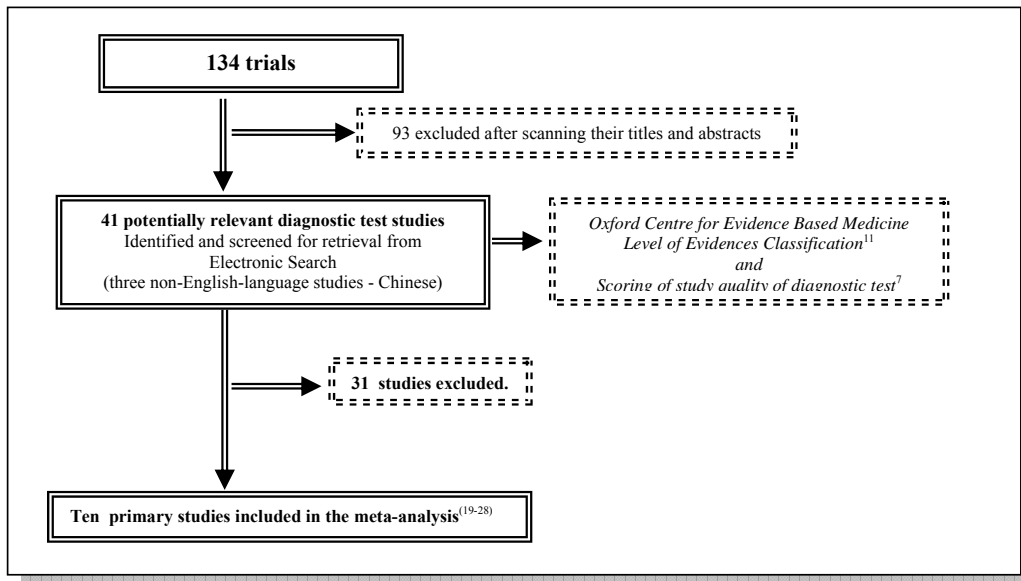 134 trials
93 excluded after scanning their titles and abstracts
41 potentially relevant diagnostic test studies
Identified and screened for retrieval from
Electronic Search
(three non-English-language studies - Chinese)
Oxford Centre for Evidence Based Medicine
Level of Evidences Classification¹¹
and
Scoring of study quality of diagnostic test⁷
31 studies excluded.
Ten primary studies included in the meta-analysis⁽¹⁹⁻²⁸⁾